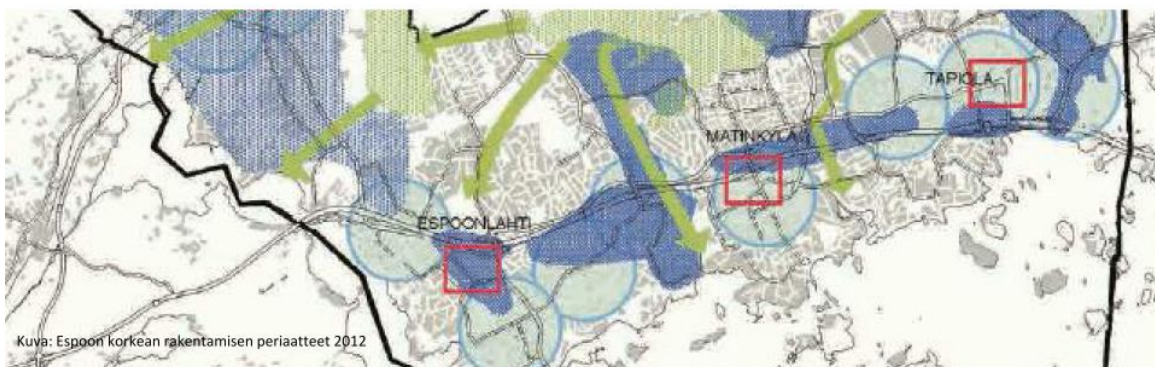 TAPIOLA
MATINKYLÄ
ESPOONLAHTI
Kuva: Espoon korkean rakentamisen periaatteet 2012